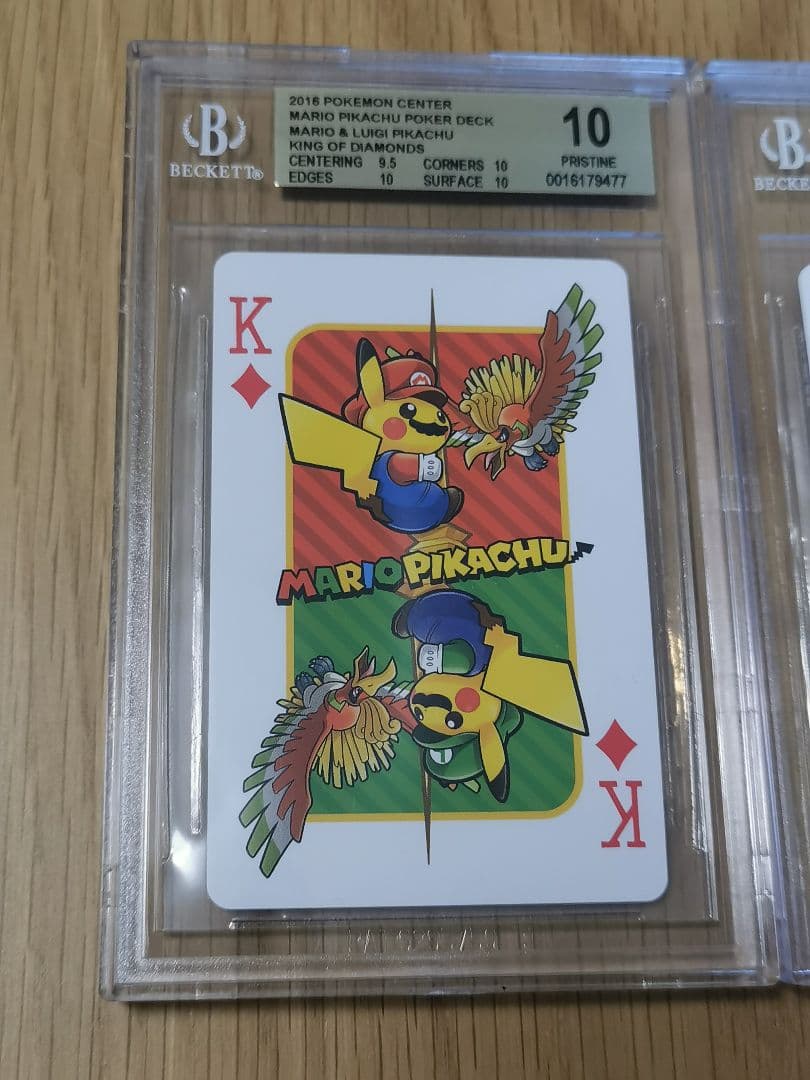 2016 POKEMON CENTER
MARIO PIKACHU POKER DECK
MARIO & LUIGI PIKACHU
KING OF DIAMONDS
CENTERING 9.5 CORNERS 10
EDGES 10 SURFACE 10
10
PRISTINE
0016179477
B
BECKETT®
B
BECKE
K
M
MARIO PIKACHU
L
K